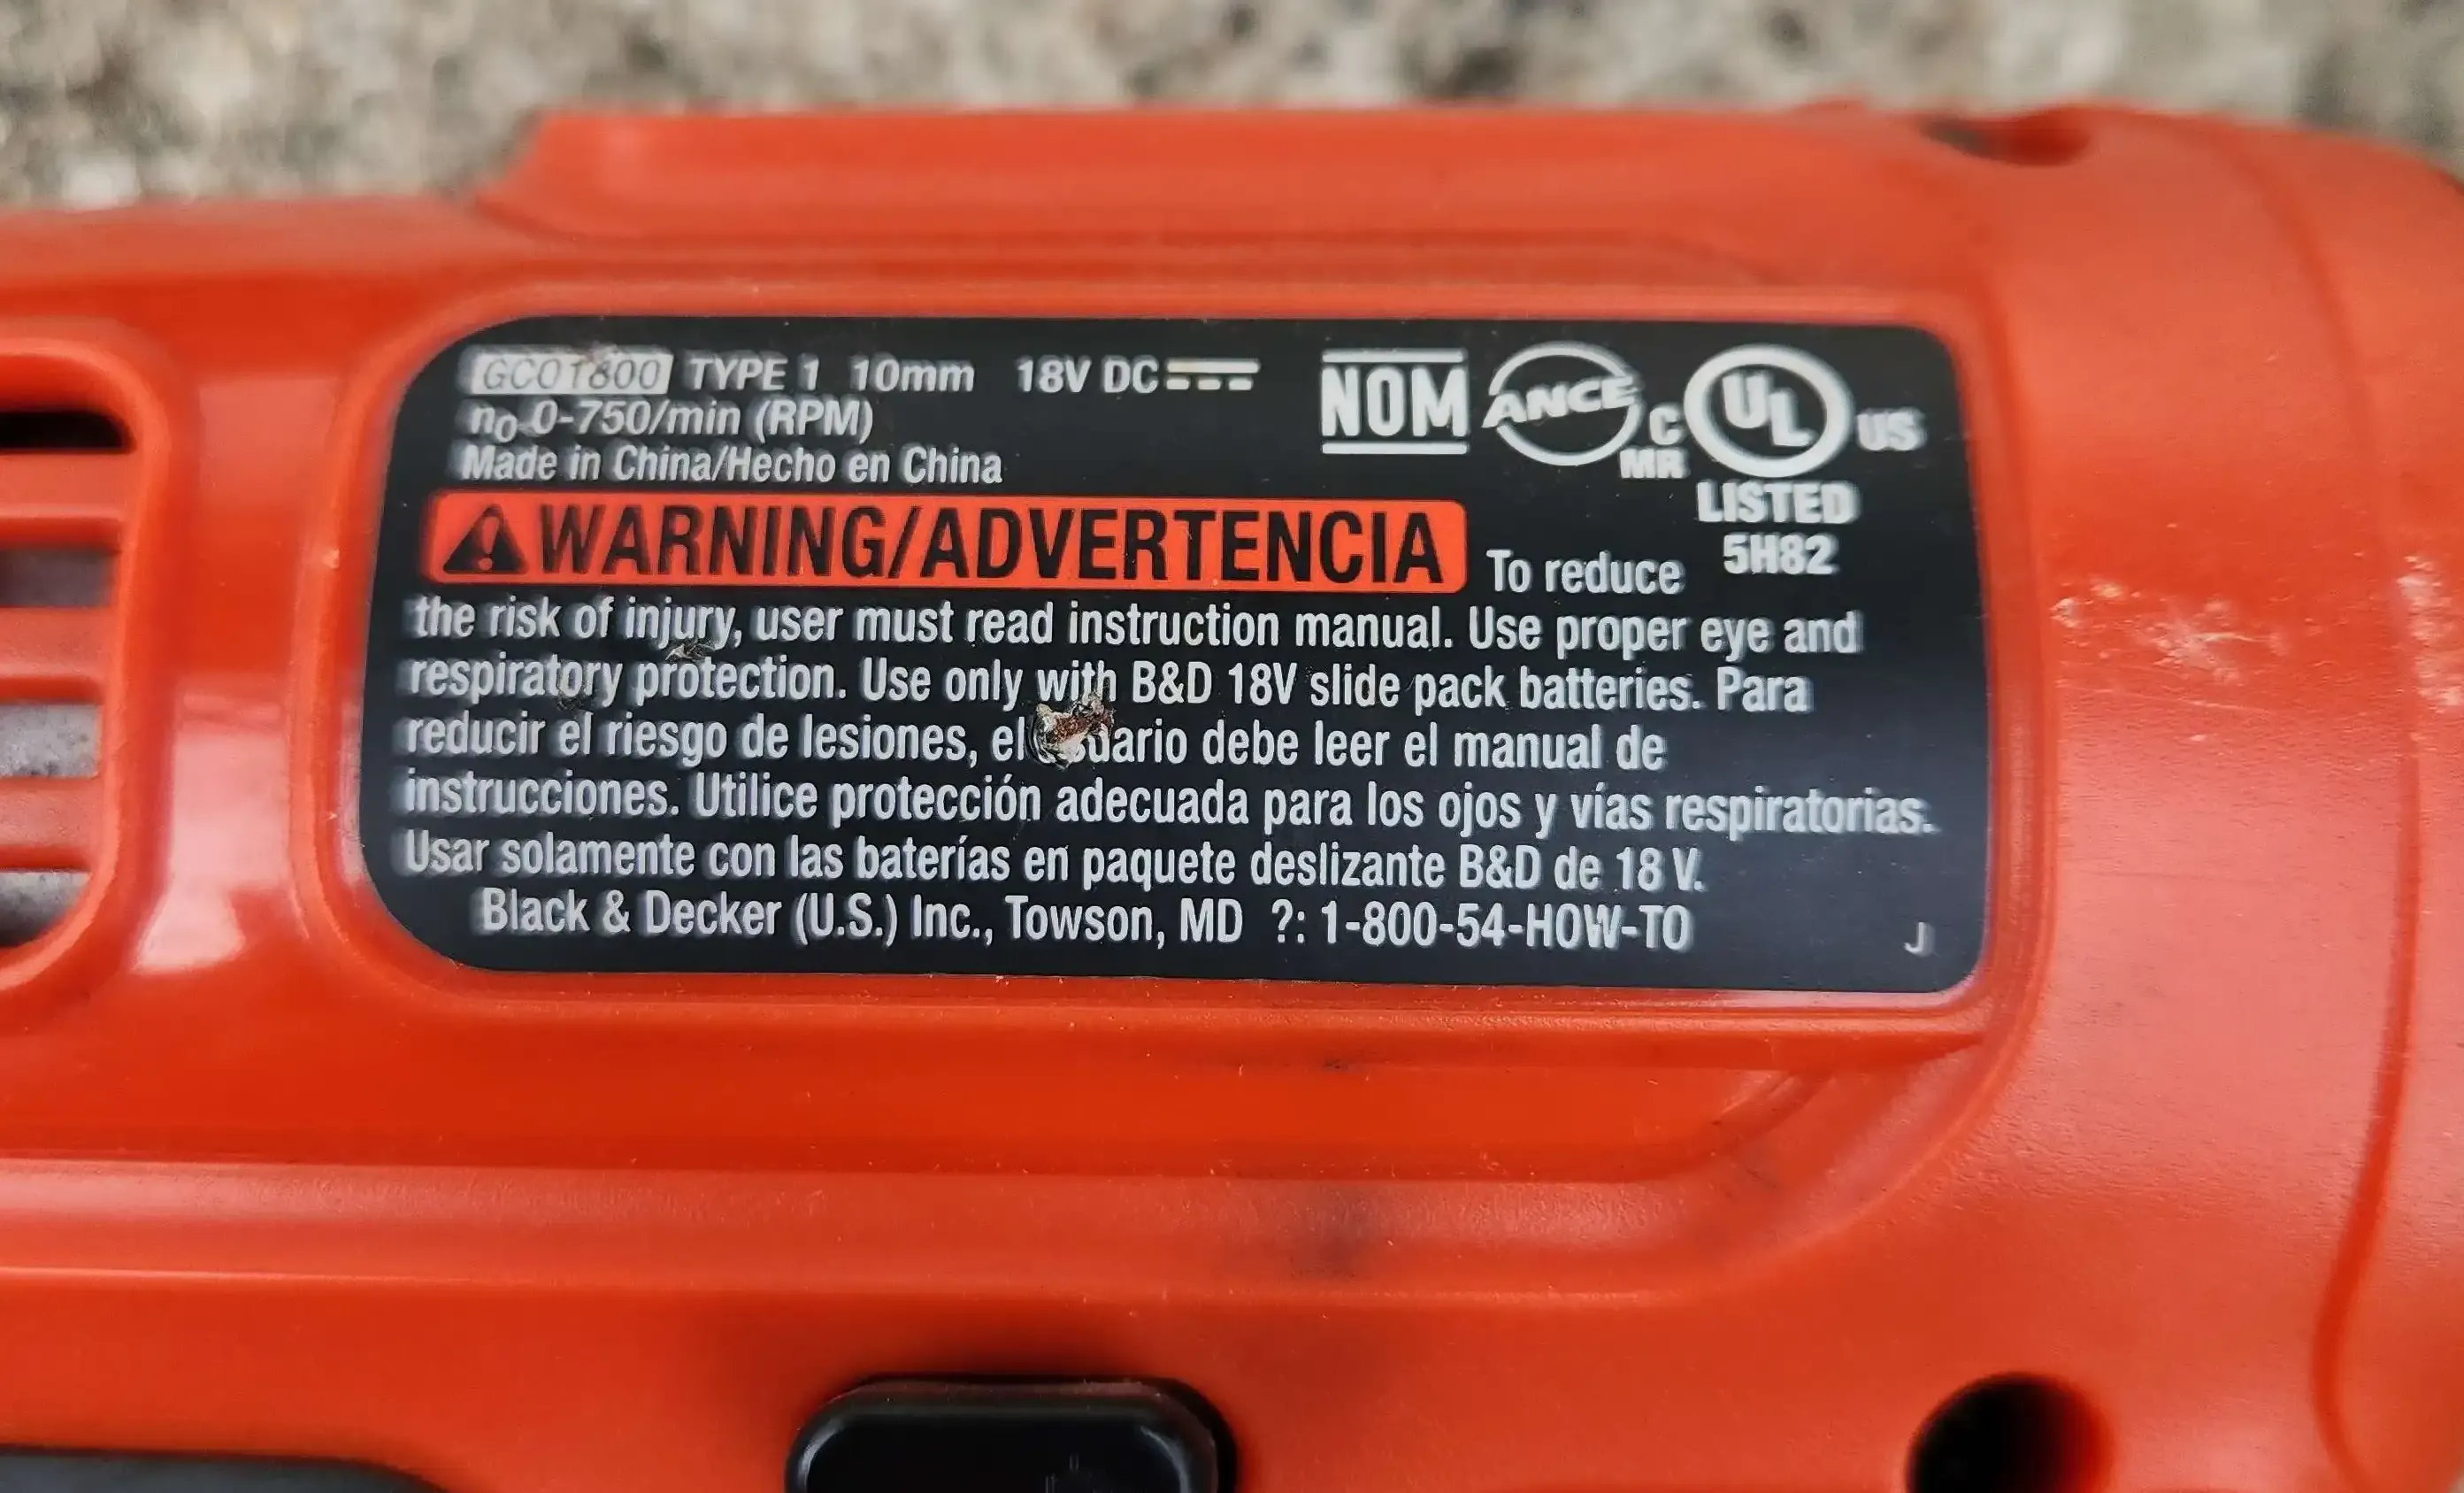 GCO1800 TYPE 1 10mm 18V DC
no 0-750/min (RPM)
Made in China/Hecho en China
NOM
ANCE
MR
C UL US
LISTED
5H82
WARNING/ADVERTENCIA To reduce
the risk of injury, user must read instruction manual. Use proper eye and
respiratory protection. Use only with B&D 18V slide pack batteries. Para
reducir el riesgo de lesiones, el debe leer el manual de
instrucciones. Utilice protección adecuada para los ojos y vías respiratorias.
Usar solamente con las baterías en paquete deslizante B&D de 18 V.
Black & Decker (U.S.) Inc., Towson, MD ?: 1-800-54-HOW-TO
J